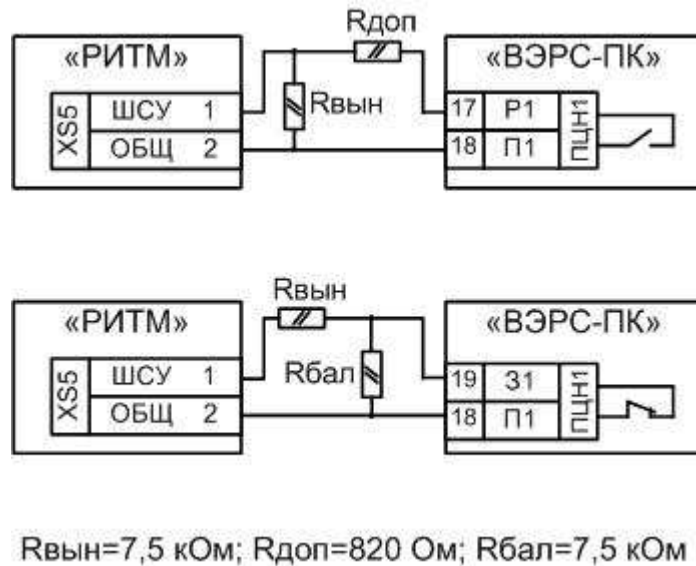 Rдоп
«РИТМ»
«ВЭРС-ПК»
XS5
ШСУ 1
ОБЩ 2
Rвын
17 Р1
18 П1
ПЦН1
Rвын
«РИТМ»
«ВЭРС-ПК»
XS5
ШСУ 1
ОБЩ 2
Rбал
19 З1
18 П1
ПЦН1
Rвын=7,5 кОм; Rдоп=820 Ом; Rбал=7,5 кОм